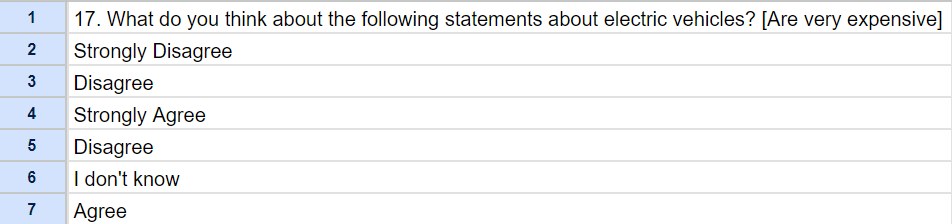 1 17. What do you think about the following statements about electric vehicles? [Are very expensive]
2 Strongly Disagree
3 Disagree
4 Strongly Agree
5 Disagree
6 I don't know
7 Agree